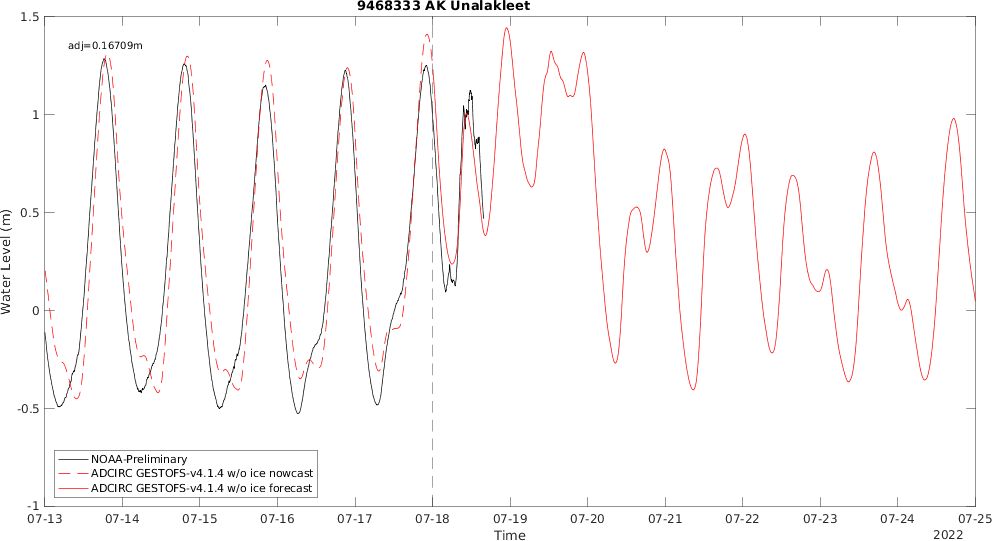 9468333 AK Unalakleet
adj=0.16709m
1.5
1
0.5
0
-0.5
-1
Water Level (m)
NOAA-Preliminary
ADCIRC GESTOFS-v4.1.4 w/o ice nowcast
ADCIRC GESTOFS-v4.1.4 w/o ice forecast
07-13 07-14 07-15 07-16 07-17 07-18 07-19 07-20 07-21 07-22 07-23 07-24 07-25
Time
2022